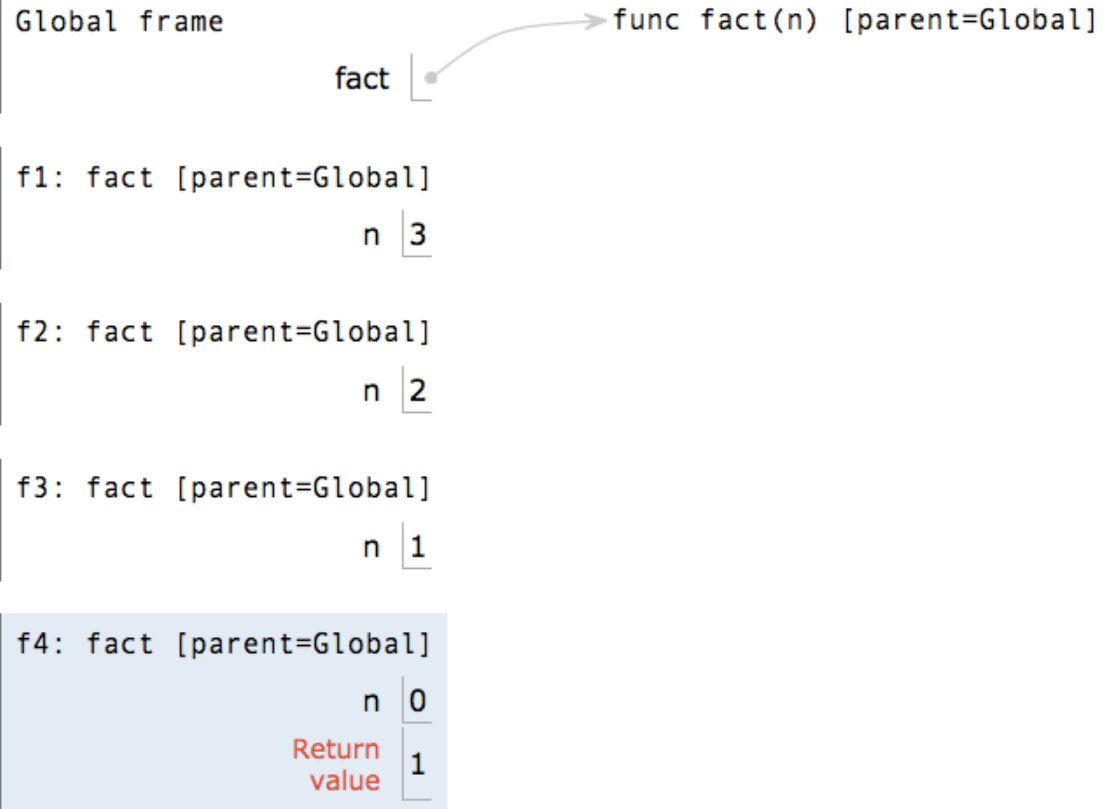 Global frame
func fact(n) [parent=Global]
fact
f1: fact [parent=Global]
n 3
f2: fact [parent=Global]
n 2
f3: fact [parent=Global]
n 1
f4: fact [parent=Global]
n 0
Return
value 1